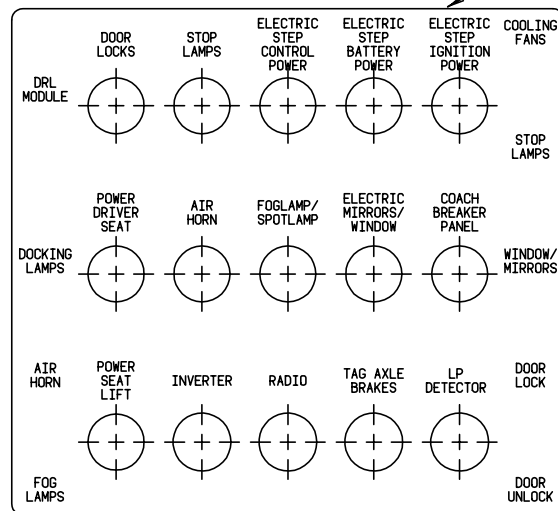 COOLING
FANS
DOOR
LOCKS
STOP
LAMPS
ELECTRIC
STEP
CONTROL
POWER
ELECTRIC
STEP
BATTERY
POWER
ELECTRIC
STEP
IGNITION
POWER
DRL
MODULE
STOP
LAMPS
POWER
DRIVER
SEAT
AIR
HORN
FOGLAMP/
SPOTLAMP
ELECTRIC
MIRRORS/
WINDOW
COACH
BREAKER
PANEL
DOCKING
LAMPS
WINDOW/
MIRRORS
AIR
HORN
POWER
SEAT
LIFT
INVERTER
RADIO
TAG AXLE
BRAKES
LP
DETECTOR
DOOR
LOCK
FOG
LAMPS
DOOR
UNLOCK